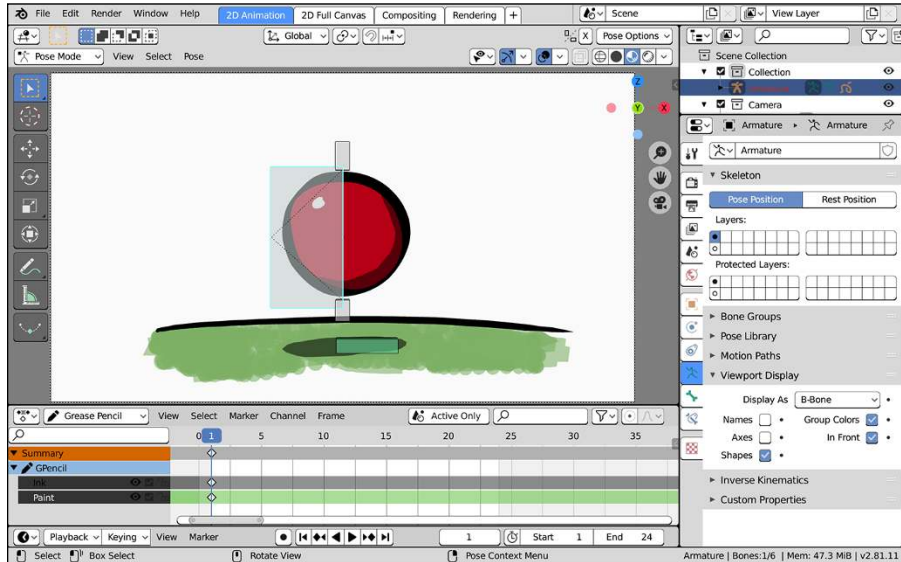 File Edit Render Window Help 2D Animation 2D Full Canvas Compositing Rendering + Scene View Layer
Global X Pose Options
Pose Mode View Select Pose
Z
Y X
Scene Collection
Collection
Camera
Armature Armature
Armature
Skeleton
Pose Position Rest Position
Layers:
Protected Layers:
Bone Groups
Pose Library
Motion Paths
Viewport Display
Display As B-Bone
Names Group Colors
Axes In Front
Shapes
Inverse Kinematics
Custom Properties
Grease Pencil View Select Marker Channel Frame Active Only
0 1 5 10 15 20 25 30 35
Summary
GPencil
Ink
Paint
Playback Keying View Marker 1 Start 1 End 24
Select Box Select Rotate View Pose Context Menu Armature | Bones:1/6 | Mem: 47.3 MiB | v2.81.11